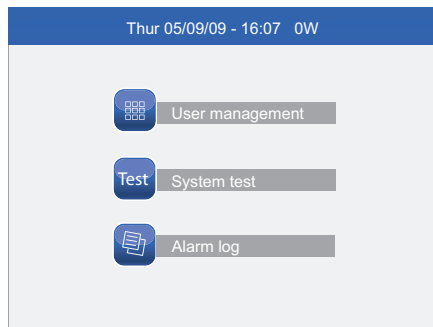 Thur 05/09/09 - 16:07 0W
User management
Test System test
Alarm log